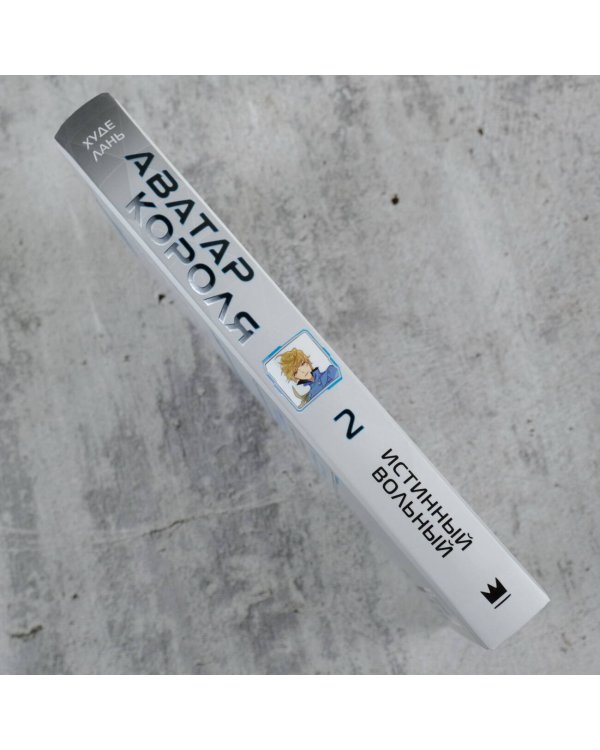 ХУДЕ
ЛАНЬ
АВАТАР
КОРОЛЯ
2
ИСТИННЫЙ
ВОЛЬНЫЙ